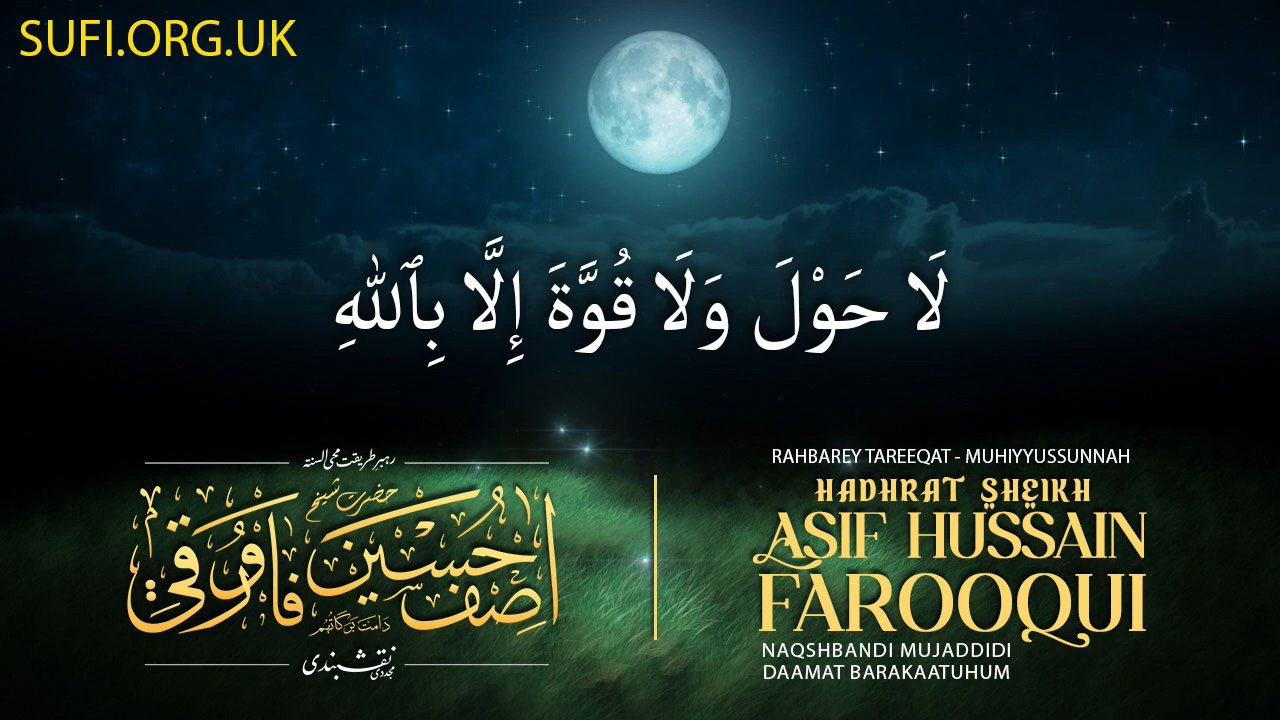 SUFI.ORG.UK
لَا حَوْلَ وَلَا قُوَّةَ إِلَّا بِٱللَّٰهِ
رہبر طریقت محی السنہ
حضرت شیخ
آصف حسین فاروقی
دامت برکاتہم
نقشبندی
مجددی
RAHBAREY TAREEQAT - MUHIYYUSSUNNAH
HADHRAT SHEIKH
ASIF HUSSAIN
FAROOQUI
NAQSHBANDI MUJADDIDI
DAAMAT BARAKAATUHUM